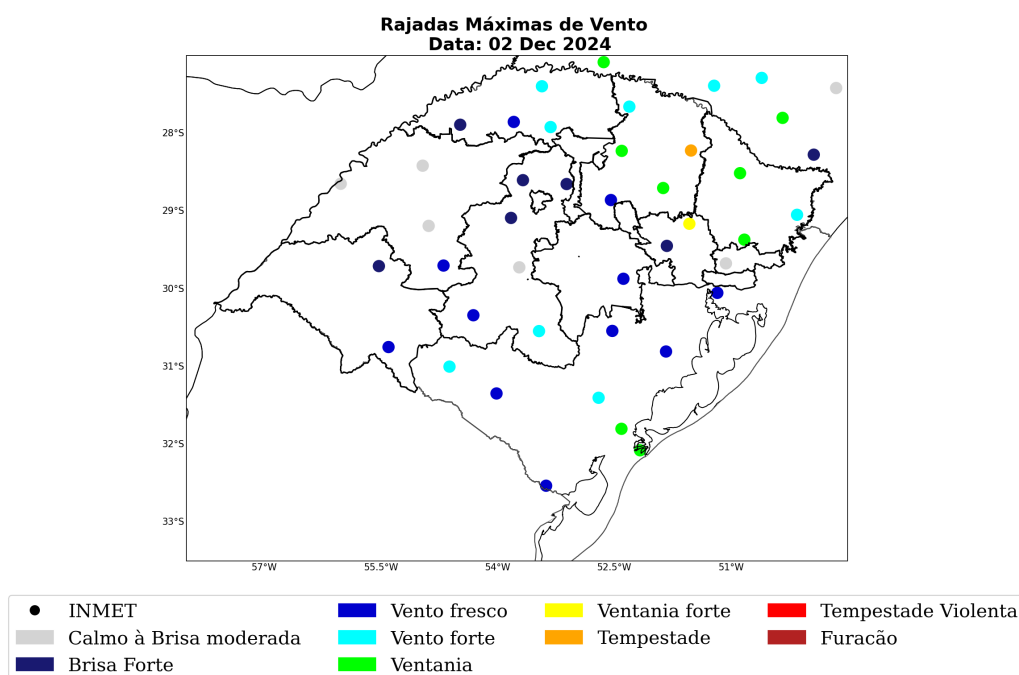 Rajadas Máximas de Vento
Data: 02 Dec 2024
28°S
29°S
30°S
31°S
32°S
33°S
57°W
55.5°W
54°W
52.5°W
51°W
INMET
Calmo à Brisa moderada
Brisa Forte
Vento fresco
Vento forte
Ventania
Ventania forte
Tempestade
Tempestade Violenta
Furacão